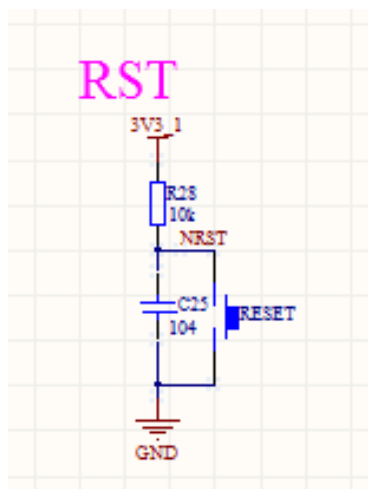 RST
3V3_1
R28
10k
NRST
C25
104
RESET
GND